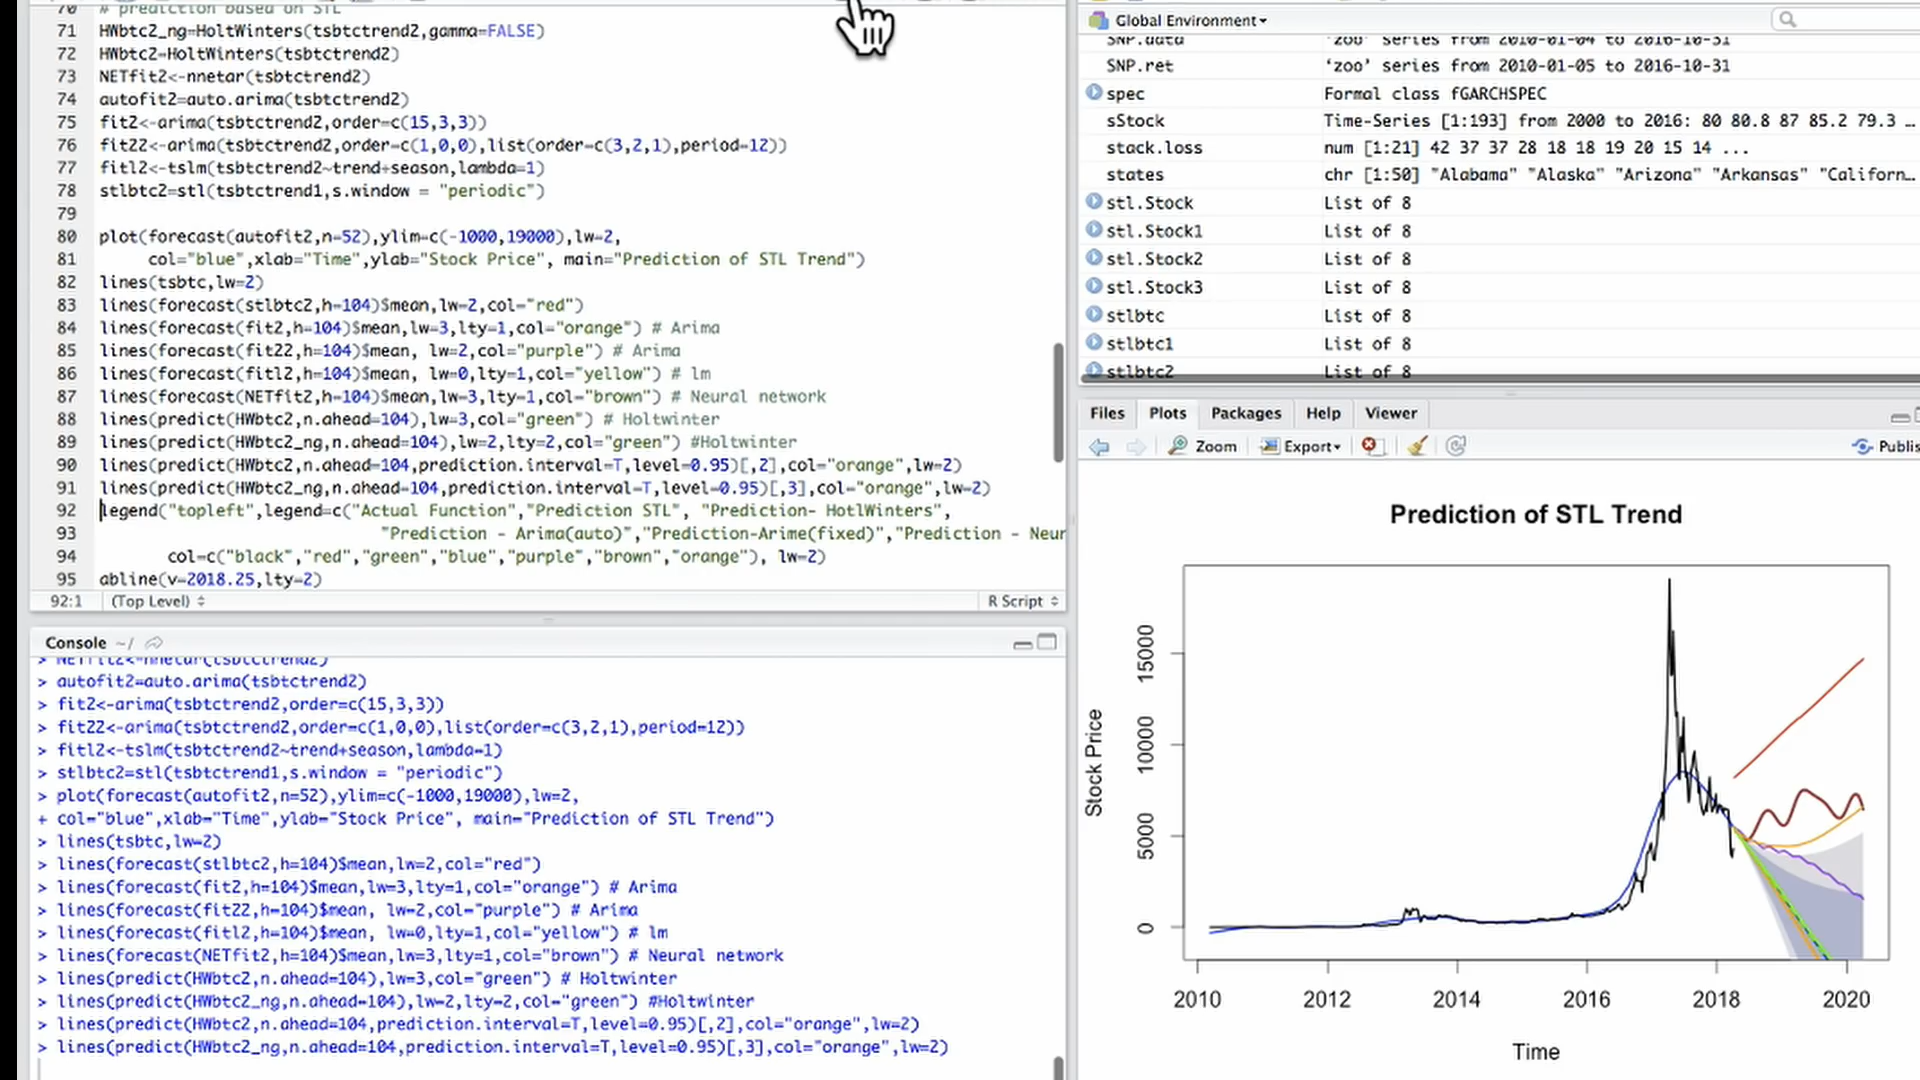 70 # prediction based on STL
71 HWbtc2_ng=HoltWinters(tsbtctrend2,gamma=FALSE)
72 HWbtc2=HoltWinters(tsbtctrend2)
73 NETfit2<-nnetar(tsbtctrend2)
74 autofit2=auto.arima(tsbtctrend2)
75 fit2<-arima(tsbtctrend2,order=c(15,3,3))
76 fit22<-arima(tsbtctrend2,order=c(1,0,0),list(order=c(3,2,1),period=12))
77 fitl2<-tslm(tsbtctrend2~trend+season,lambda=1)
78 stlbtc2=stl(tsbtctrend1,s.window = "periodic")
79
80 plot(forecast(autofit2,n=52),ylim=c(-1000,19000),lw=2,
81 col="blue",xlab="Time",ylab="Stock Price", main="Prediction of STL Trend")
82 lines(tsbtc,lw=2)
83 lines(forecast(stlbtc2,h=104)$mean,lw=2,col="red")
84 lines(forecast(fit2,h=104)$mean,lw=3,lty=1,col="orange") # Arima
85 lines(forecast(fit22,h=104)$mean, lw=2,col="purple") # Arima
86 lines(forecast(fitl2,h=104)$mean, lw=0,lty=1,col="yellow") # lm
87 lines(forecast(NETfit2,h=104)$mean,lw=3,lty=1,col="brown") # Neural network
88 lines(predict(HWbtc2,n.ahead=104),lw=3,col="green") # Holtwinter
89 lines(predict(HWbtc2_ng,n.ahead=104),lw=2,lty=2,col="green") #Holtwinter
90 lines(predict(HWbtc2,n.ahead=104,prediction.interval=T,level=0.95)[,2],col="orange",lw=2)
91 lines(predict(HWbtc2_ng,n.ahead=104,prediction.interval=T,level=0.95)[,3],col="orange",lw=2)
92 legend("topleft",legend=c("Actual Function","Prediction STL", "Prediction- HotlWinters",
93 "Prediction - Arima(auto)","Prediction-Arime(fixed)","Prediction - Neur
94 col=c("black","red","green","blue","purple","brown","orange"), lw=2)
95 abline(v=2018.25,lty=2)
92:1 (Top Level) R Script
Console ~/
> NETfit2<-nnetar(tsbtctrend2)
> autofit2=auto.arima(tsbtctrend2)
> fit2<-arima(tsbtctrend2,order=c(15,3,3))
> fit22<-arima(tsbtctrend2,order=c(1,0,0),list(order=c(3,2,1),period=12))
> fitl2<-tslm(tsbtctrend2~trend+season,lambda=1)
> stlbtc2=stl(tsbtctrend1,s.window = "periodic")
> plot(forecast(autofit2,n=52),ylim=c(-1000,19000),lw=2,
+ col="blue",xlab="Time",ylab="Stock Price", main="Prediction of STL Trend")
> lines(tsbtc,lw=2)
> lines(forecast(stlbtc2,h=104)$mean,lw=2,col="red")
> lines(forecast(fit2,h=104)$mean,lw=3,lty=1,col="orange") # Arima
> lines(forecast(fit22,h=104)$mean, lw=2,col="purple") # Arima
> lines(forecast(fitl2,h=104)$mean, lw=0,lty=1,col="yellow") # lm
> lines(forecast(NETfit2,h=104)$mean,lw=3,lty=1,col="brown") # Neural network
> lines(predict(HWbtc2,n.ahead=104),lw=3,col="green") # Holtwinter
> lines(predict(HWbtc2_ng,n.ahead=104),lw=2,lty=2,col="green") #Holtwinter
> lines(predict(HWbtc2,n.ahead=104,prediction.interval=T,level=0.95)[,2],col="orange",lw=2)
> lines(predict(HWbtc2_ng,n.ahead=104,prediction.interval=T,level=0.95)[,3],col="orange",lw=2)
Global Environment
SNP.data 'zoo' series from 2010-01-04 to 2016-10-31
SNP.ret 'zoo' series from 2010-01-05 to 2016-10-31
spec Formal class fGARCHSPEC
sStock Time-Series [1:193] from 2000 to 2016: 80 80.8 87 85.2 79.3 …
stack.loss num [1:21] 42 37 37 28 18 18 19 20 15 14 ...
states chr [1:50] "Alabama" "Alaska" "Arizona" "Arkansas" "Californ…
stl.Stock List of 8
stl.Stock1 List of 8
stl.Stock2 List of 8
stl.Stock3 List of 8
stlbtc List of 8
stlbtc1 List of 8
stlbtc2 List of 8
Files Plots Packages Help Viewer
Zoom Export Publis
Prediction of STL Trend
Stock Price
15000
10000
5000
0
2010 2012 2014 2016 2018 2020
Time